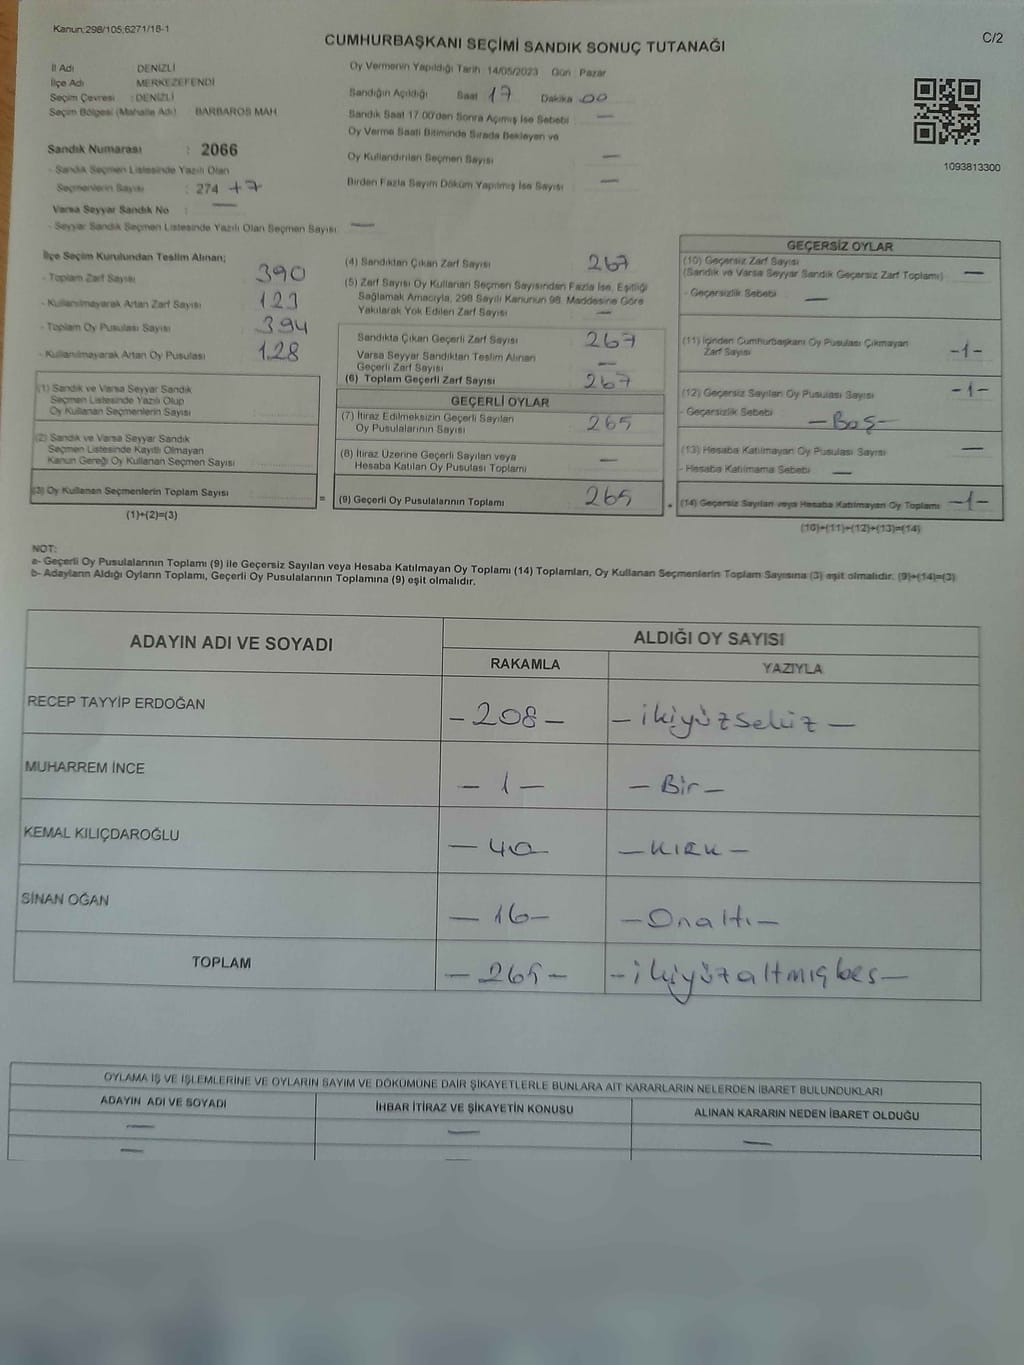 Kanun;298/105;6271/18-1
C/2
CUMHURBAŞKANI SEÇİMİ SANDIK SONUÇ TUTANAĞI
İl Adı : DENİZLİ
İlçe Adı MERKEZEFENDİ
Seçim Çevresi : DENİZLİ
Seçim Bölgesi (Mahalle Adı) BARBAROS MAH
Sandık Numarası : 2066
- Sandık Seçmen Listesinde Yazılı Olan
Seçmenlerin Sayısı : 274 +7
Varsa Seyyar Sandık No : —
- Seyyar Sandık Seçmen Listesinde Yazılı Olan Seçmen Sayısı —
Oy Vermenin Yapıldığı Tarih : 14/05/2023 Gün : Pazar
Sandığın Açıldığı Saat 17 Dakika 00
Sandık Saat 17.00'den Sonra Açımış İse Sebebi —
Oy Verme Saati Bitiminde Sırada Bekleyen ve
Oy Kullandırılan Seçmen Sayısı —
Birden Fazla Sayım Döküm Yapılmış İse Sayısı —
1093813300
İlçe Seçim Kurulundan Teslim Alınan;
- Toplam Zarf Sayısı 390
- Kullanılmayarak Artan Zarf Sayısı 123
- Toplam Oy Pusulası Sayısı 394
- Kullanılmayarak Artan Oy Pusulası 128
(1) Sandık ve Varsa Seyyar Sandık
Seçmen Listesinde Yazılı Olup
Oy Kullanan Seçmenlerin Sayısı
(2) Sandık ve Varsa Seyyar Sandık
Seçmen Listesinde Kayıtlı Olmayan
Kanun Gereği Oy Kullanan Seçmen Sayısı
(3) Oy Kullanan Seçmenlerin Toplam Sayısı
(1)+(2)=(3)
(4) Sandıktan Çıkan Zarf Sayısı 267
(5) Zarf Sayısı Oy Kullanan Seçmen Sayısından Fazla İse, Eşitliği
Sağlamak Amacıyla, 298 Sayılı Kanunun 98. Maddesine Göre
Yakılarak Yok Edilen Zarf Sayısı —
Sandıkta Çıkan Geçerli Zarf Sayısı 267
Varsa Seyyar Sandıktan Teslim Alınan
Geçerli Zarf Sayısı —
(6) Toplam Geçerli Zarf Sayısı 267
GEÇERLİ OYLAR
(7) İtiraz Edilmeksizin Geçerli Sayılan
Oy Pusulalarının Sayısı 265
(8) İtiraz Üzerine Geçerli Sayılan veya
Hesaba Katılan Oy Pusulası Toplamı —
= (9) Geçerli Oy Pusulalarının Toplamı 265
GEÇERSİZ OYLAR
(10) Geçersiz Zarf Sayısı
(Sandık ve Varsa Seyyar Sandık Geçersiz Zarf Toplamı) —
- Geçersizlik Sebebi —
(11) İçinden Cumhurbaşkanı Oy Pusulası Çıkmayan
Zarf Sayısı -1-
(12) Geçersiz Sayılan Oy Pusulası Sayısı -1-
- Geçersizlik Sebebi -Boş-
(13) Hesaba Katılmayan Oy Pusulası Sayısı —
- Hesaba Katılmama Sebebi —
+ (14) Geçersiz Sayılan veya Hesaba Katılmayan Oy Toplamı -1-
(10)+(11)+(12)+(13)=(14)
NOT:
a- Geçerli Oy Pusulalarının Toplamı (9) ile Geçersiz Sayılan veya Hesaba Katılmayan Oy Toplamı (14) Toplamları, Oy Kullanan Seçmenlerin Toplam Sayısına (3) eşit olmalıdır. (9)+(14)=(3)
b- Adayların Aldığı Oyların Toplamı, Geçerli Oy Pusulalarının Toplamına (9) eşit olmalıdır.
ADAYIN ADI VE SOYADI ALDIĞI OY SAYISI
RAKAMLA YAZIYLA
RECEP TAYYİP ERDOĞAN -208- -ikiyüzsekiz-
MUHARREM İNCE -1- -Bir-
KEMAL KILIÇDAROĞLU -40- -KIRK-
SİNAN OĞAN -16- -Onaltı-
TOPLAM -265- -ikiyüzaltmışbeş-
OYLAMA İŞ VE İŞLEMLERİNE VE OYLARIN SAYIM VE DÖKÜMÜNE DAİR ŞİKAYETLERLE BUNLARA AİT KARARLARIN NELERDEN İBARET BULUNDUKLARI
ADAYIN ADI VE SOYADI İHBAR İTİRAZ VE ŞİKAYETİN KONUSU ALINAN KARARIN NEDEN İBARET OLDUĞU
— — —
— —